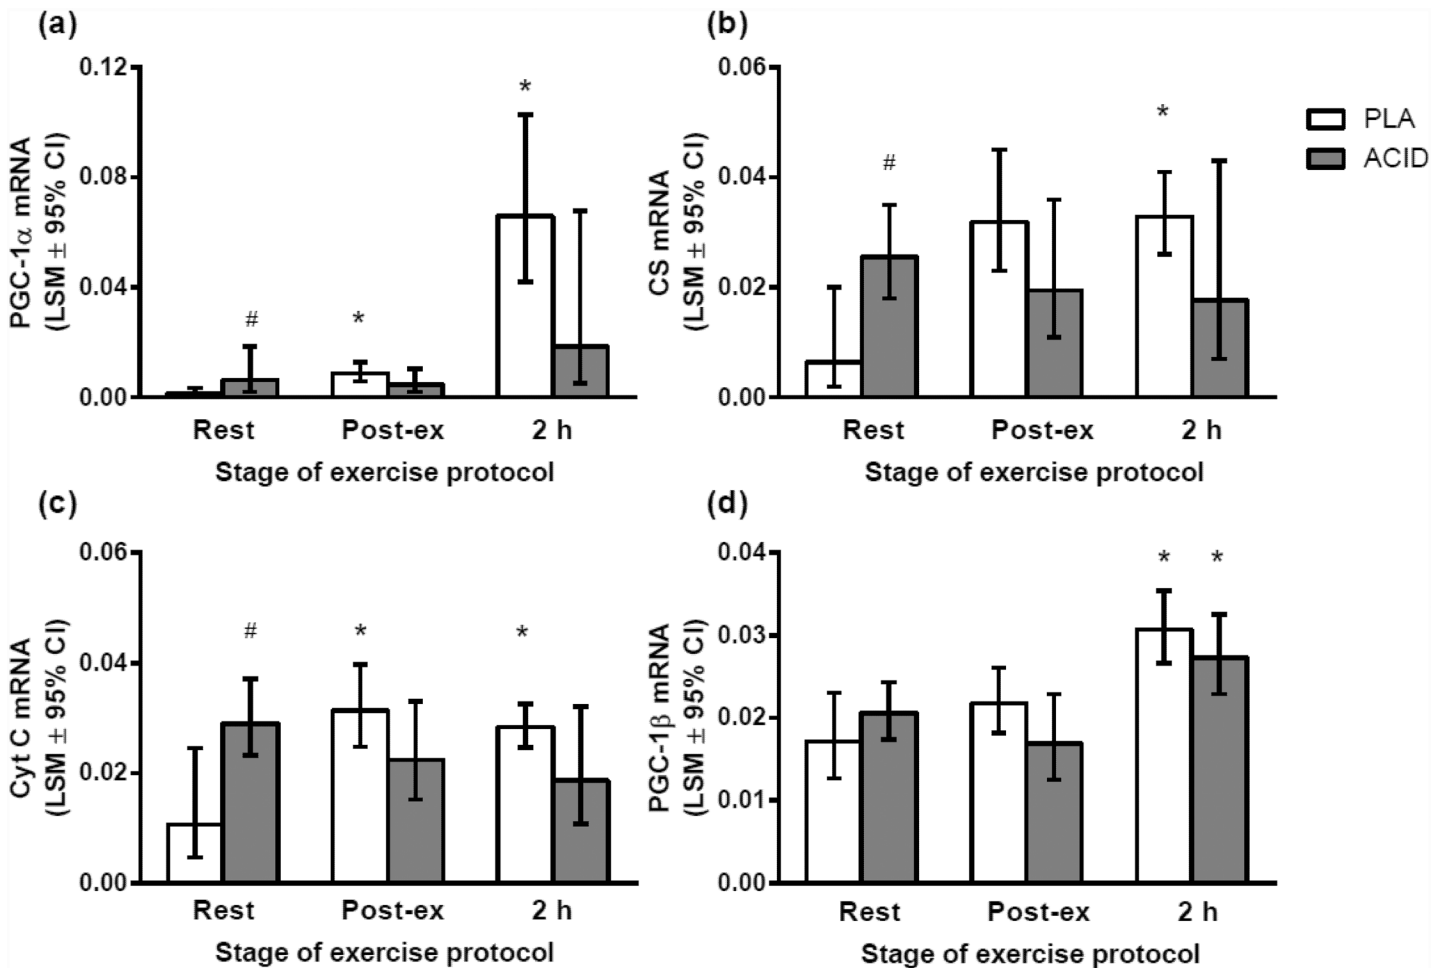 (a)
PGC-1α mRNA
(LSM ± 95% CI)
0.12
0.08
0.04
0.00
#
*
*
Rest
Post-ex
2 h
Stage of exercise protocol
(b)
CS mRNA
(LSM ± 95% CI)
0.06
0.04
0.02
0.00
#
*
Rest
Post-ex
2 h
Stage of exercise protocol
PLA
ACID
(c)
Cyt C mRNA
(LSM ± 95% CI)
0.06
0.04
0.02
0.00
#
*
*
Rest
Post-ex
2 h
Stage of exercise protocol
(d)
PGC-1β mRNA
(LSM ± 95% CI)
0.04
0.03
0.02
0.01
0.00
*
*
Rest
Post-ex
2 h
Stage of exercise protocol